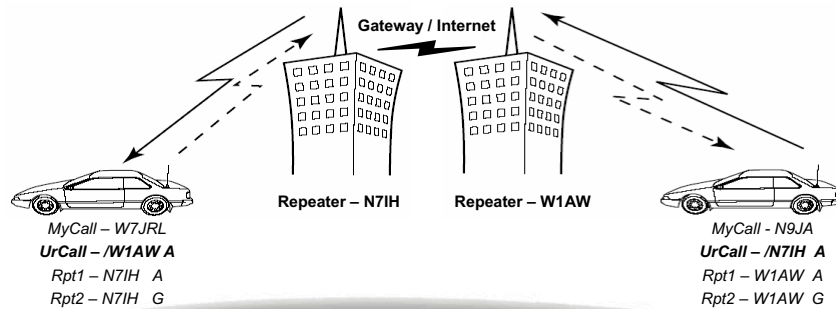 Gateway / Internet
Repeater – N7IH
Repeater – W1AW
MyCall – W7JRL
UrCall – /W1AW A
Rpt1 – N7IH A
Rpt2 – N7IH G
MyCall - N9JA
UrCall – /N7IH A
Rpt1 – W1AW A
Rpt2 – W1AW G